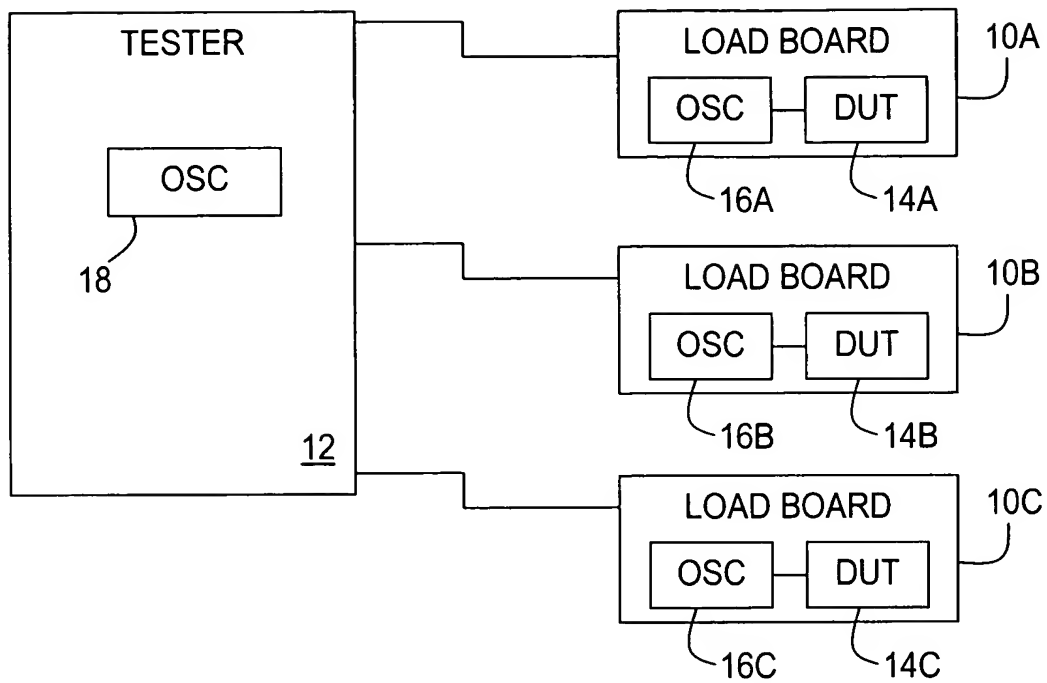 TESTER
OSC
18
12
LOAD BOARD
10A
OSC
DUT
16A
14A
LOAD BOARD
10B
OSC
DUT
16B
14B
LOAD BOARD
10C
OSC
DUT
16C
14C